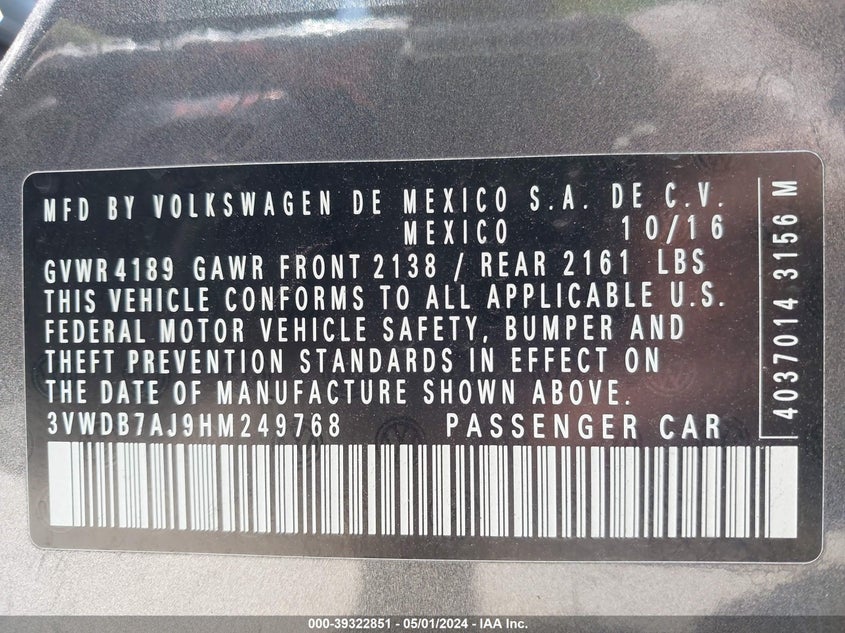 MFD BY VOLKSWAGEN DE MEXICO S.A. DE C.V.
MEXICO 10/16
GVWR 4189 GAWR FRONT 2138 / REAR 2161 LBS
THIS VEHICLE CONFORMS TO ALL APPLICABLE U.S.
FEDERAL MOTOR VEHICLE SAFETY, BUMPER AND
THEFT PREVENTION STANDARDS IN EFFECT ON
THE DATE OF MANUFACTURE SHOWN ABOVE.
3VWDB7AJ9HM249768 PASSENGER CAR
4037014 3156 M
000-39322851 - 05/01/2024 - IAA Inc.